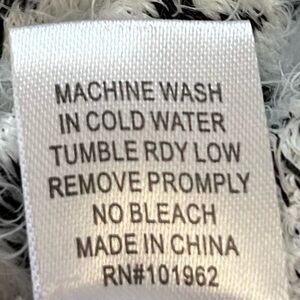 MACHINE WASH
IN COLD WATER
TUMBLE RDY LOW
REMOVE PROMPLY
NO BLEACH
MADE IN CHINA
RN#101962